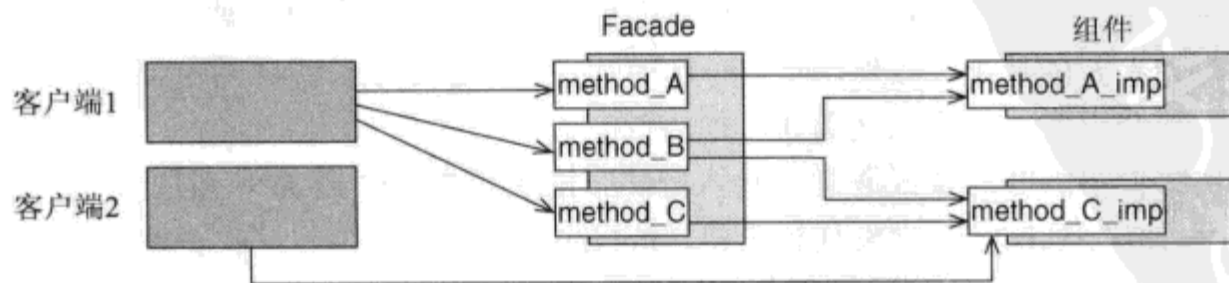 Facade
组件
客户端1
method_A
method_A_imp
method_B
客户端2
method_C
method_C_imp